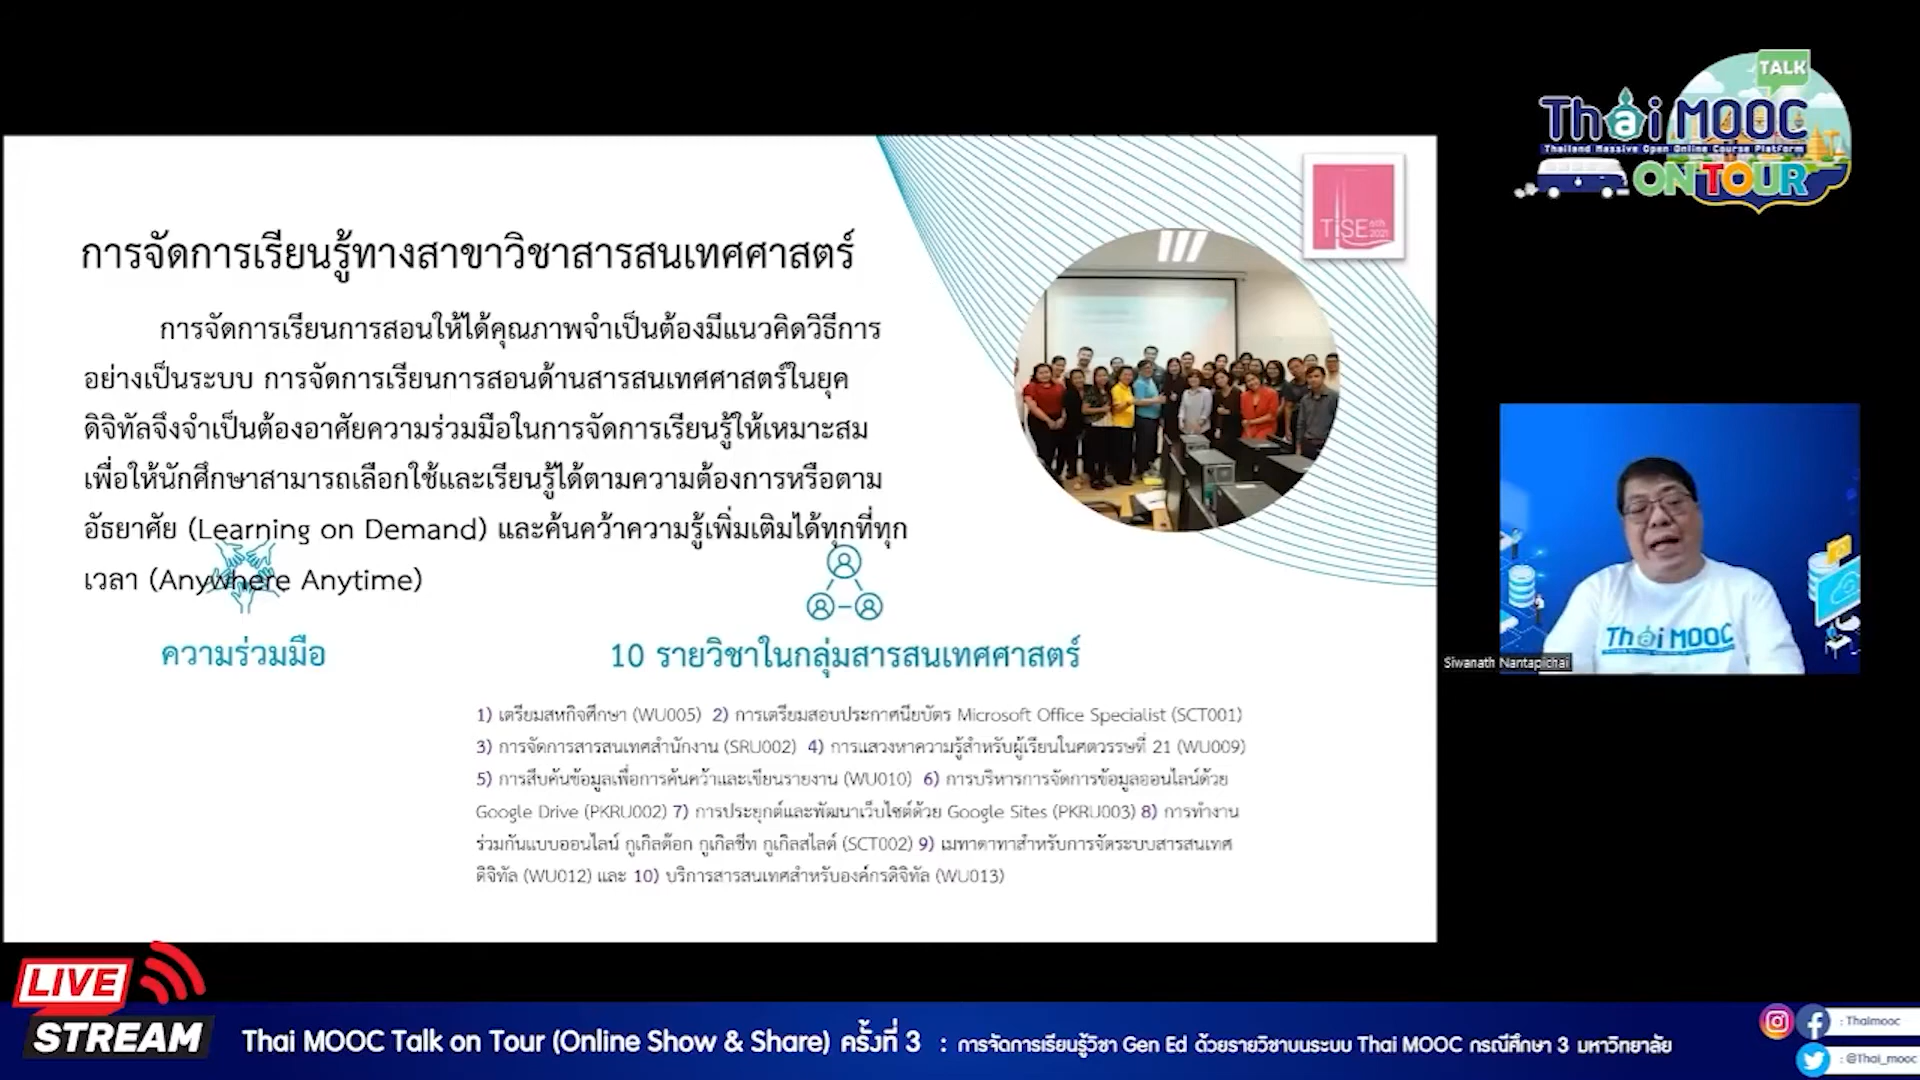 TALK
Thai MOOC
Thailand Massive Open Online Course Platform
ON TOUR
TiSE 6th 2021
การจัดการเรียนรู้ทางสาขาวิชาสารสนเทศศาสตร์
การจัดการเรียนการสอนให้ได้คุณภาพจำเป็นต้องมีแนวคิดวิธีการ
อย่างเป็นระบบ การจัดการเรียนการสอนด้านสารสนเทศศาสตร์ในยุค
ดิจิทัลจึงจำเป็นต้องอาศัยความร่วมมือในการจัดการเรียนรู้ให้เหมาะสม
เพื่อให้นักศึกษาสามารถเลือกใช้และเรียนรู้ได้ตามความต้องการหรือตาม
อัธยาศัย (Learning on Demand) และค้นคว้าความรู้เพิ่มเติมได้ทุกที่ทุก
เวลา (Anywhere Anytime)
ความร่วมมือ
10 รายวิชาในกลุ่มสารสนเทศศาสตร์
1) เตรียมสหกิจศึกษา (WU005) 2) การเตรียมสอบประกาศนียบัตร Microsoft Office Specialist (SCT001)
3) การจัดการสารสนเทศสำนักงาน (SRU002) 4) การแสวงหาความรู้สำหรับผู้เรียนในศตวรรษที่ 21 (WU009)
5) การสืบค้นข้อมูลเพื่อการค้นคว้าและเขียนรายงาน (WU010) 6) การบริหารการจัดการข้อมูลออนไลน์ด้วย
Google Drive (PKRU002) 7) การประยุกต์และพัฒนาเว็บไซต์ด้วย Google Sites (PKRU003) 8) การทำงาน
ร่วมกันแบบออนไลน์ กูเกิลด๊อก กูเกิลชีท กูเกิลสไลด์ (SCT002) 9) เมทาดาทาสำหรับการจัดระบบสารสนเทศ
ดิจิทัล (WU012) และ 10) บริการสารสนเทศสำหรับองค์กรดิจิทัล (WU013)
Thai MOOC
Siwanath Nantapichai
LIVE
STREAM
Thai MOOC Talk on Tour (Online Show & Share) ครั้งที่ 3 : การจัดการเรียนรู้วิชา Gen Ed ด้วยรายวิชาบนระบบ Thai MOOC กรณีศึกษา 3 มหาวิทยาลัย
: Thaimooc
: @Thai_mooc